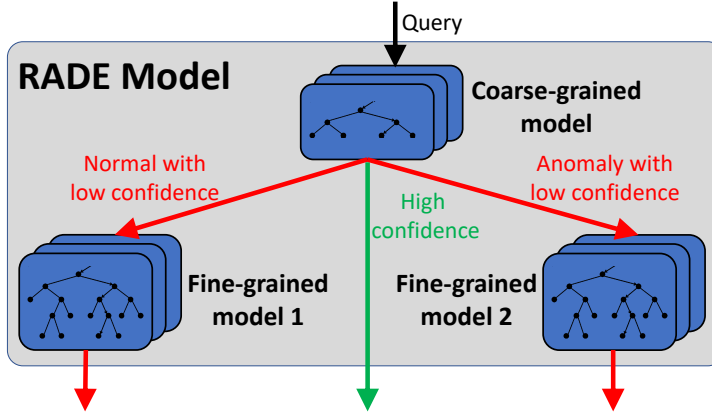 Query
RADE Model
Coarse-grained
model
Normal with
low confidence
Anomaly with
low confidence
High
confidence
Fine-grained
model 1
Fine-grained
model 2